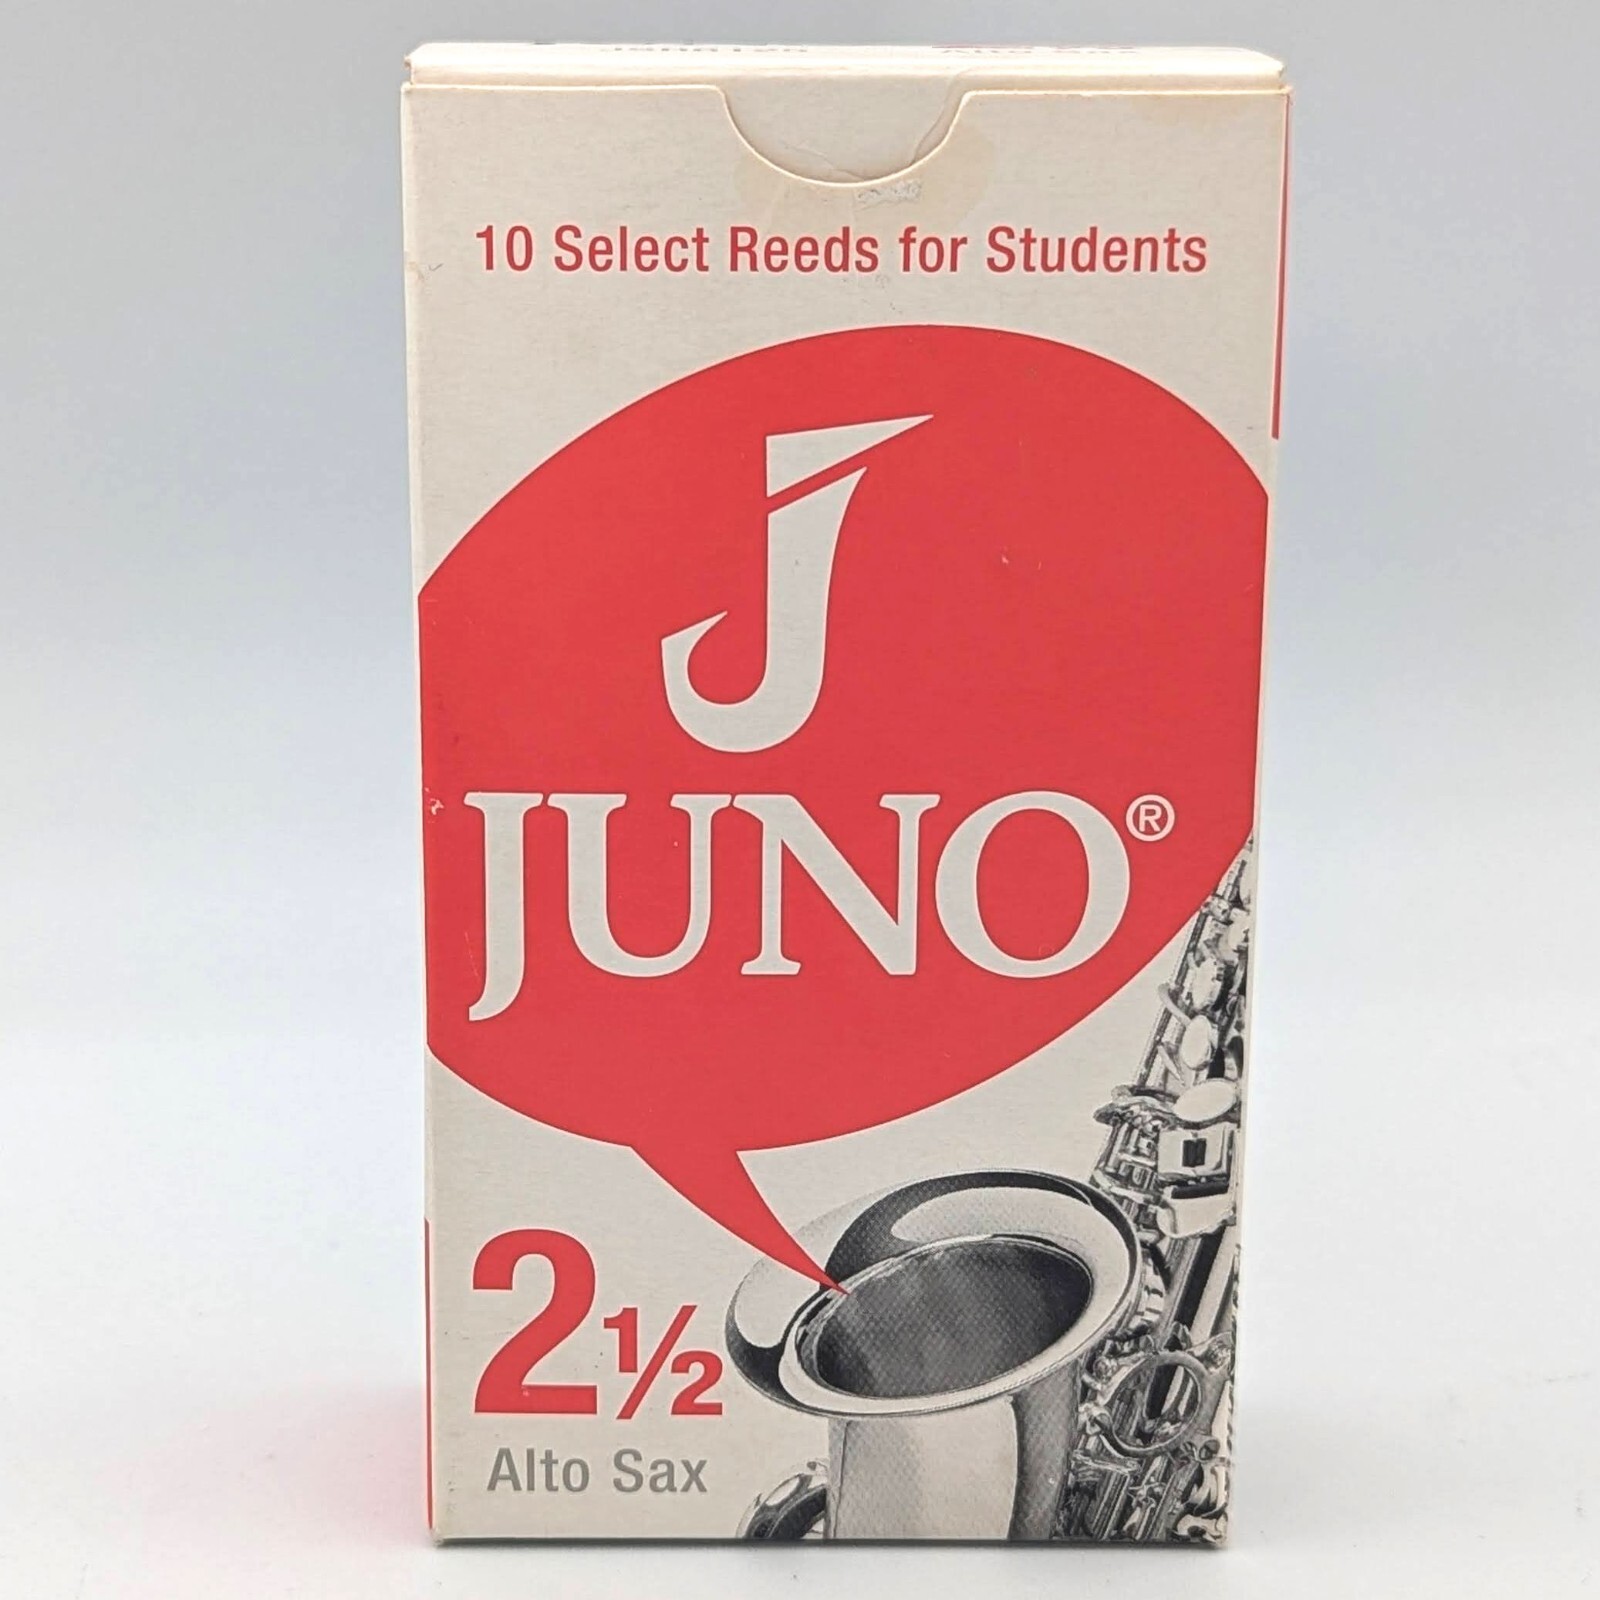 10 Select Reeds for Students
J
JUNO®
2½
Alto Sax